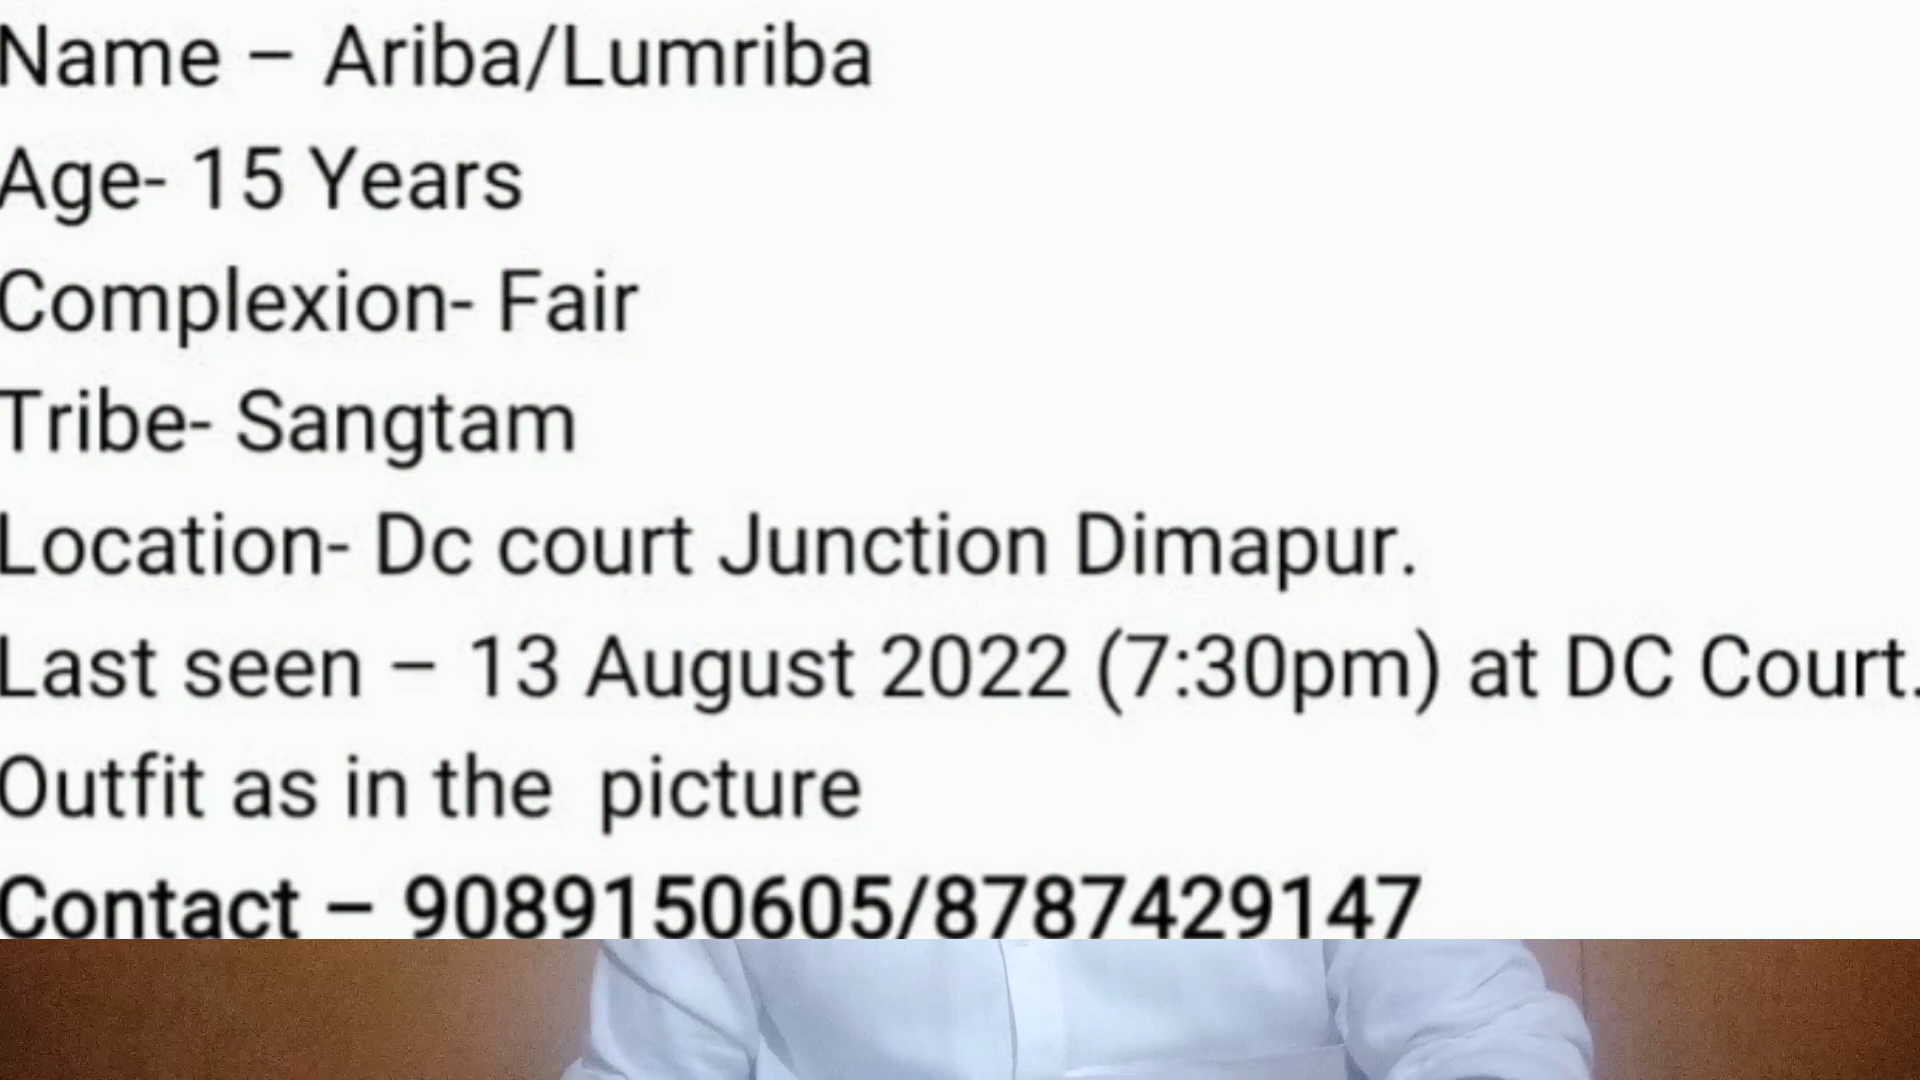 Name – Ariba/Lumriba
Age- 15 Years
Complexion- Fair
Tribe- Sangtam
Location- Dc court Junction Dimapur.
Last seen – 13 August 2022 (7:30pm) at DC Court.
Outfit as in the  picture
Contact – 9089150605/8787429147